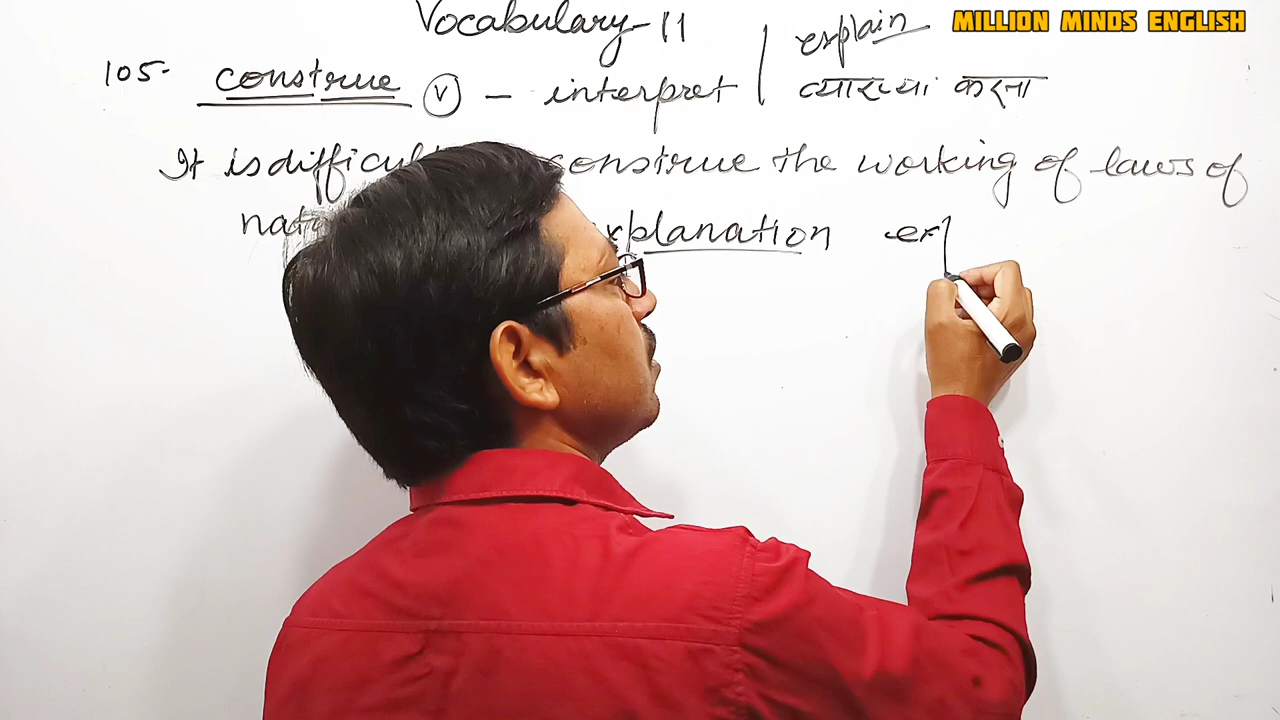 Vocabulary-11
MILLION MINDS ENGLISH
explain
105- construe (v) - interpret | व्याख्या करना
It is difficult construe the working of laws of
explanation